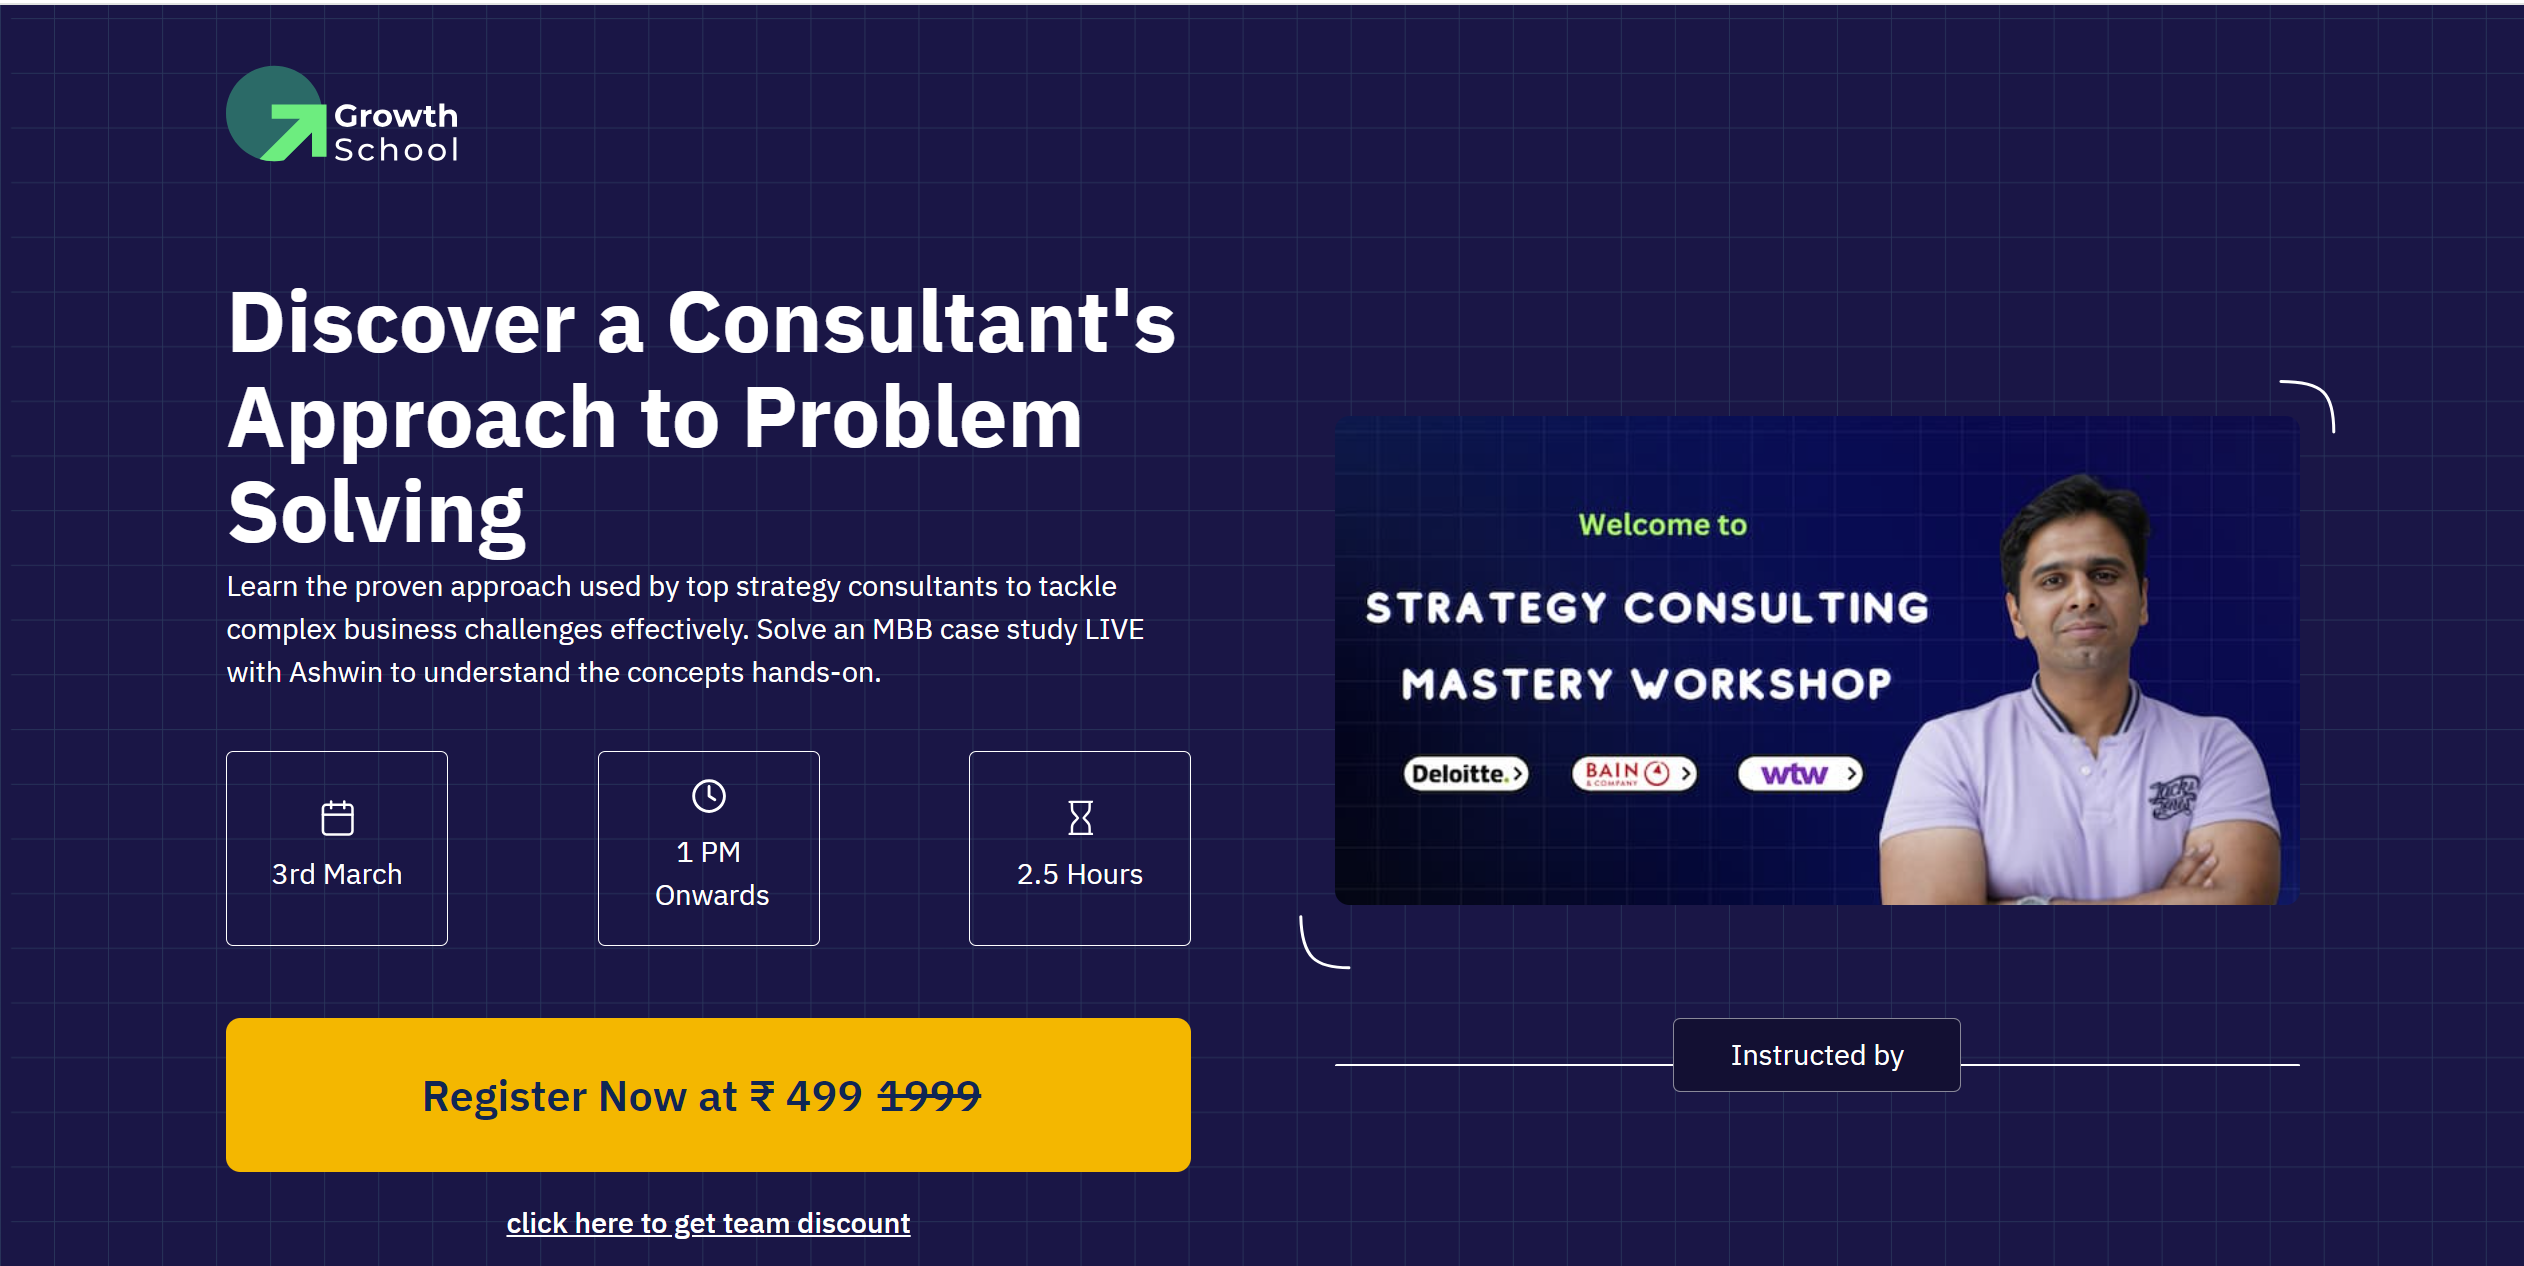 Growth
School
Discover a Consultant's
Approach to Problem
Solving
Learn the proven approach used by top strategy consultants to tackle
complex business challenges effectively. Solve an MBB case study LIVE
with Ashwin to understand the concepts hands-on.
3rd March
1 PM
Onwards
2.5 Hours
Register Now at ₹ 499 1999
click here to get team discount
Welcome to
STRATEGY CONSULTING
MASTERY WORKSHOP
Deloitte.
BAIN
& COMPANY
wtw
JACK &
JONES
Instructed by